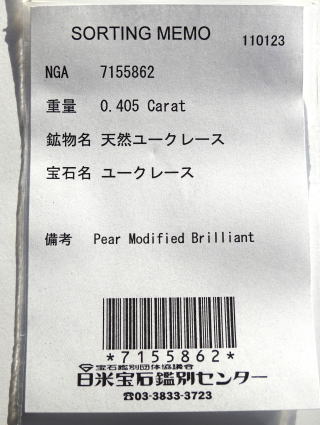 SORTING MEMO
110123
NGA 7155862
重量 0.405 Carat
鉱物名 天然ユークレース
宝石名 ユークレース
備考 Pear Modified Brilliant
*7155862*
宝石鑑別団体協議会
日米宝石鑑別センター
☎03-3833-3723